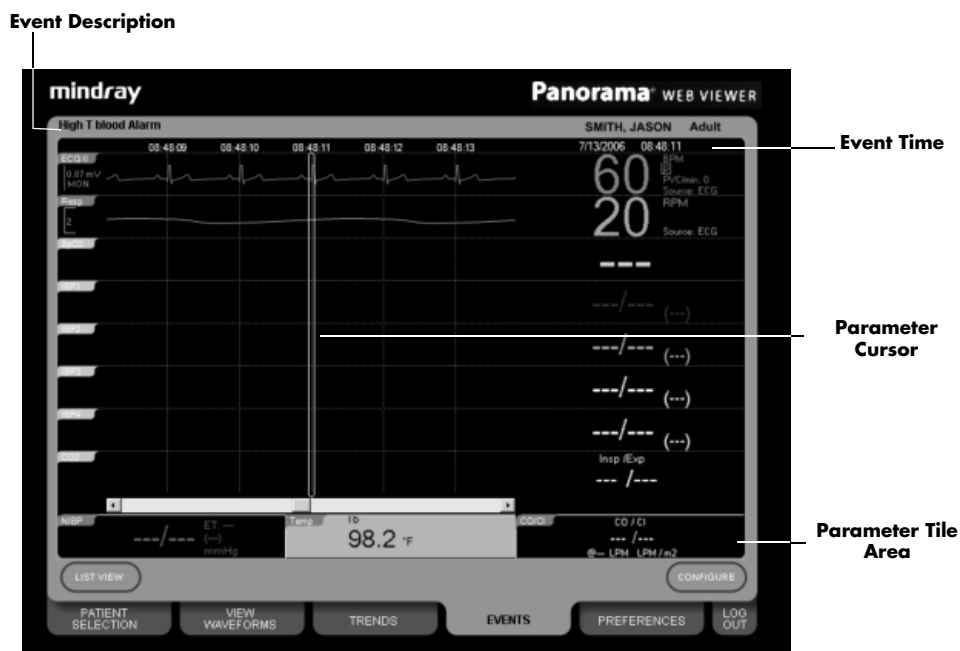 Event Description
mindray
Panorama® WEB VIEWER
High T blood Alarm
SMITH, JASON Adult
Event Time
08:48:09 08:48:10 08:48:11 08:48:12 08:48:13
7/13/2006 08:48:11
ECG II
0.87 mV
MON
60
BPM
PVC/min: 0
Source: ECG
Resp
2
20
RPM
Source: ECG
SpO2
---
IBP1
---/--- (---)
IBP2
---/--- (---)
Parameter
Cursor
IBP3
---/--- (---)
IBP4
---/--- (---)
CO2
Insp /Exp
--- /---
NIBP
---/---
ET: —
(—)
mmHg
Temp
Ib
98.2 °F
CO/CI
CO / CI
--- /---
@— LPM LPM / m2
Parameter Tile
Area
LIST VIEW
CONFIGURE
PATIENT
SELECTION
VIEW
WAVEFORMS
TRENDS
EVENTS
PREFERENCES
LOG
OUT